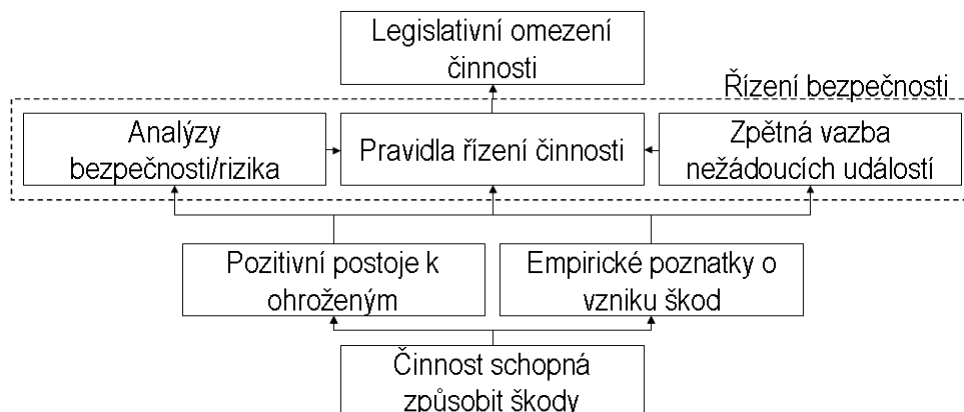 Legislativní omezení
činnosti
Řízení bezpečnosti
Analýzy
bezpečnosti/rizika
Pravidla řízení činnosti
Zpětná vazba
nežádoucích událostí
Pozitivní postoje k
ohroženým
Empirické poznatky o
vzniku škod
Činnost schopná
způsobit škody